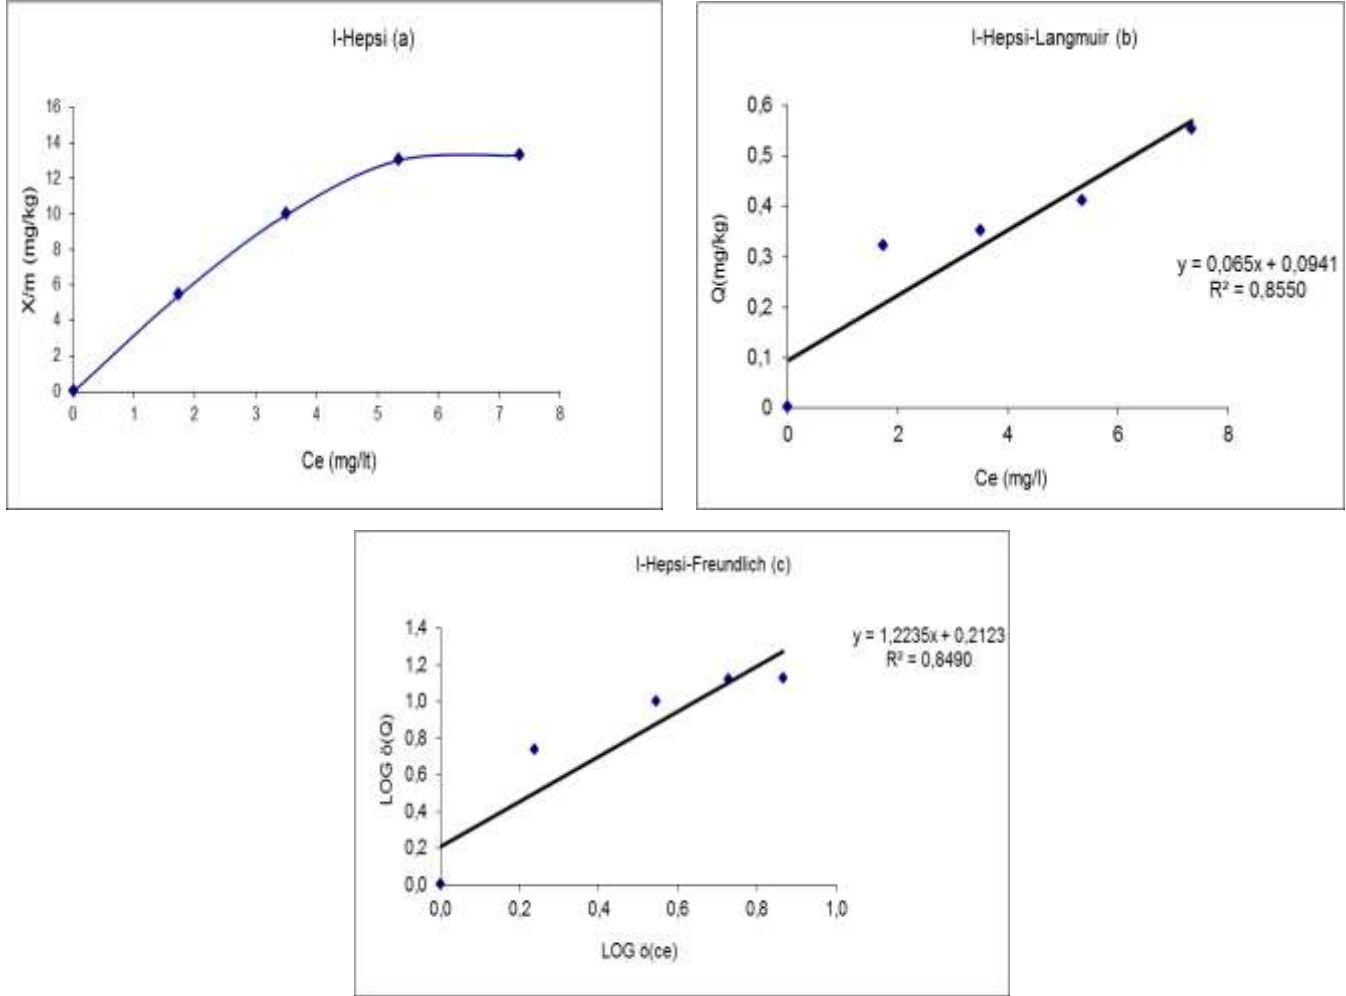 I-Hepsi (a)
X/m (mg/kg)
16
14
12
10
8
6
4
2
0
0 1 2 3 4 5 6 7 8
Ce (mg/lt)
I-Hepsi-Langmuir (b)
Q(mg/kg)
0,6
0,5
0,4
0,3
0,2
0,1
0
y = 0,065x + 0,0941
R² = 0,8550
0 2 4 6 8
Ce (mg/l)
I-Hepsi-Freundlich (c)
LOG ö(Q)
1,4
1,2
1,0
0,8
0,6
0,4
0,2
0,0
y = 1,2235x + 0,2123
R² = 0,8490
0,0 0,2 0,4 0,6 0,8 1,0
LOG ö(ce)